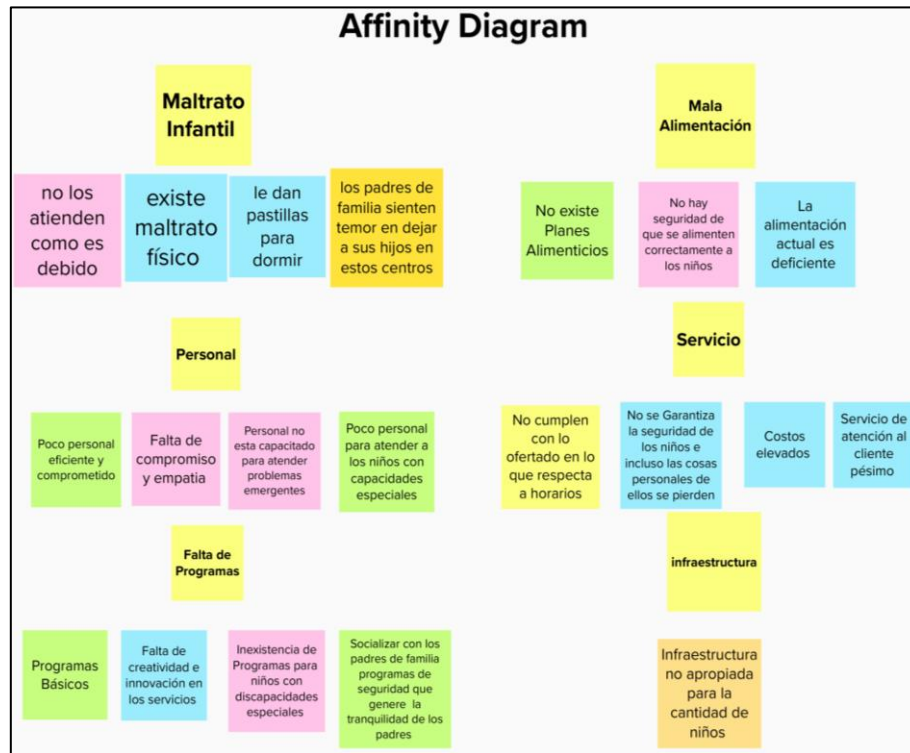 Affinity Diagram
Maltrato
Infantil
no los
atienden
como es
debido
existe
maltrato
físico
le dan
pastillas
para
dormir
los padres de
familia sienten
temor en dejar
a sus hijos en
estos centros
Mala
Alimentación
No existe
Planes
Alimenticios
No hay
seguridad de
que se alimenten
correctamente a
los niños
La
alimentación
actual es
deficiente
Personal
Poco personal
eficiente y
comprometido
Falta de
compromiso
y empatia
Personal no
esta capacitado
para atender
problemas
emergentes
Poco personal
para atender a
los niños con
capacidades
especiales
Servicio
No cumplen
con lo
ofertado en lo
que respecta
a horarios
No se Garantiza
la seguridad de
los niños e
incluso las cosas
personales de
ellos se pierden
Costos
elevados
Servicio de
atención al
cliente
pésimo
Falta de
Programas
Programas
Básicos
Falta de
creatividad e
innovación en
los servicios
Inexistencia de
Programas para
niños con
discapacidades
especiales
Socializar con los
padres de familia
programas de
seguridad que
genere la
tranquilidad de los
padres
infraestructura
Infraestructura
no apropiada
para la
cantidad de
niños